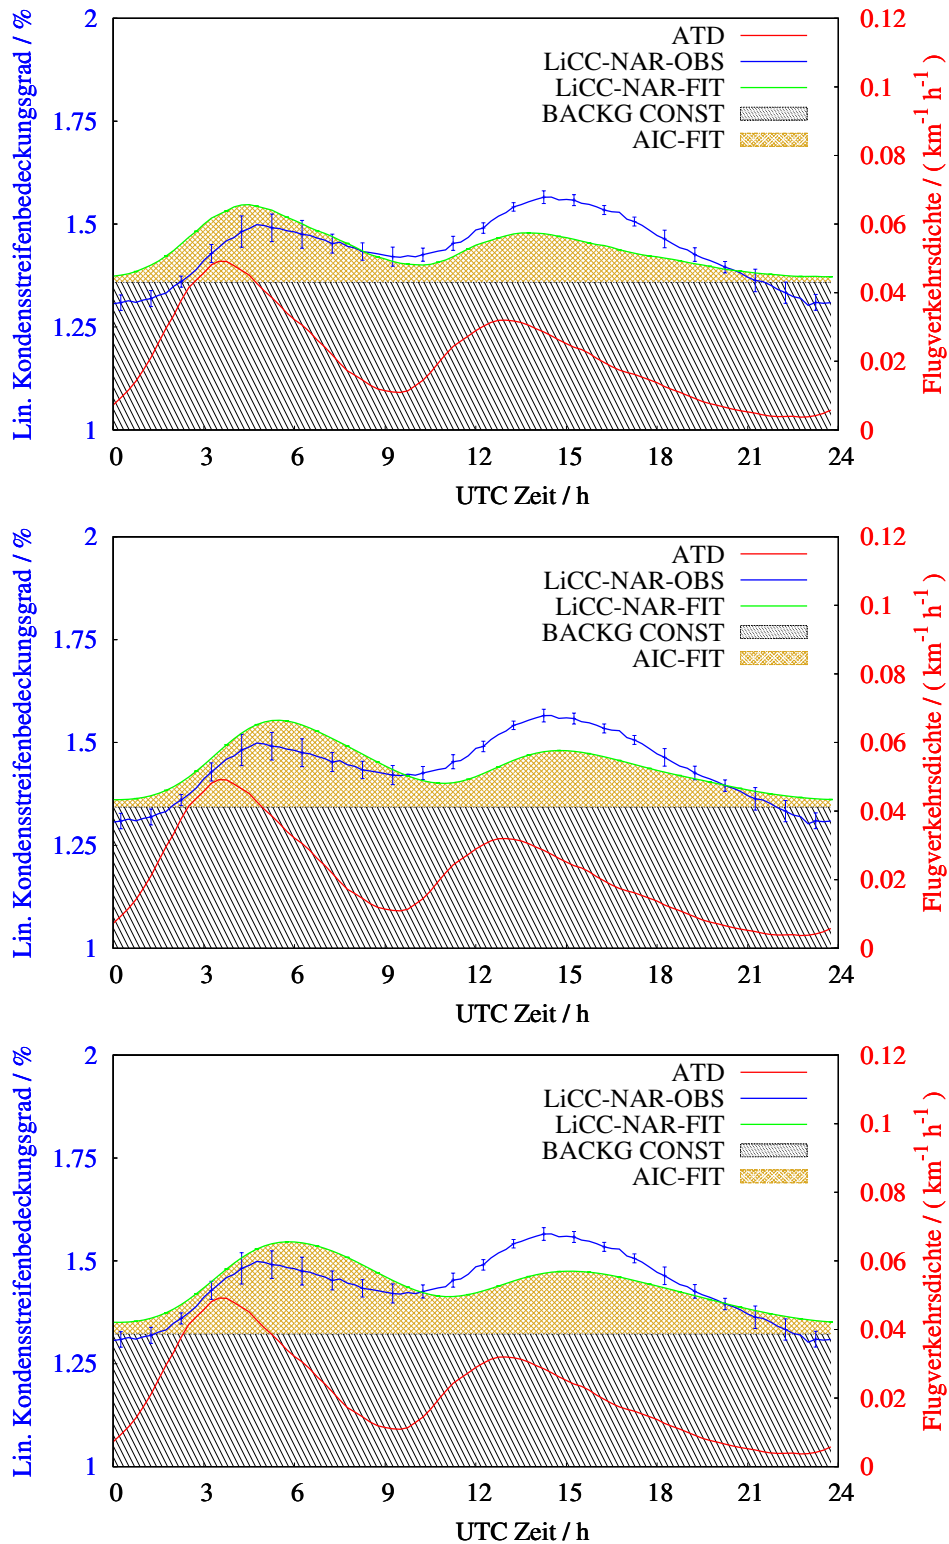 2
1.75
1.5
1.25
1
Lin. Kondensstreifenbedeckungsgrad / %
ATD
LiCC-NAR-OBS
LiCC-NAR-FIT
BACKG CONST
AIC-FIT
0.12
0.1
0.08
0.06
0.04
0.02
0
Flugverkehrsdichte / ( km⁻¹ h⁻¹ )
0 3 6 9 12 15 18 21 24
UTC Zeit / h
2
1.75
1.5
1.25
1
Lin. Kondensstreifenbedeckungsgrad / %
ATD
LiCC-NAR-OBS
LiCC-NAR-FIT
BACKG CONST
AIC-FIT
0.12
0.1
0.08
0.06
0.04
0.02
0
Flugverkehrsdichte / ( km⁻¹ h⁻¹ )
0 3 6 9 12 15 18 21 24
UTC Zeit / h
2
1.75
1.5
1.25
1
Lin. Kondensstreifenbedeckungsgrad / %
ATD
LiCC-NAR-OBS
LiCC-NAR-FIT
BACKG CONST
AIC-FIT
0.12
0.1
0.08
0.06
0.04
0.02
0
Flugverkehrsdichte / ( km⁻¹ h⁻¹ )
0 3 6 9 12 15 18 21 24
UTC Zeit / h